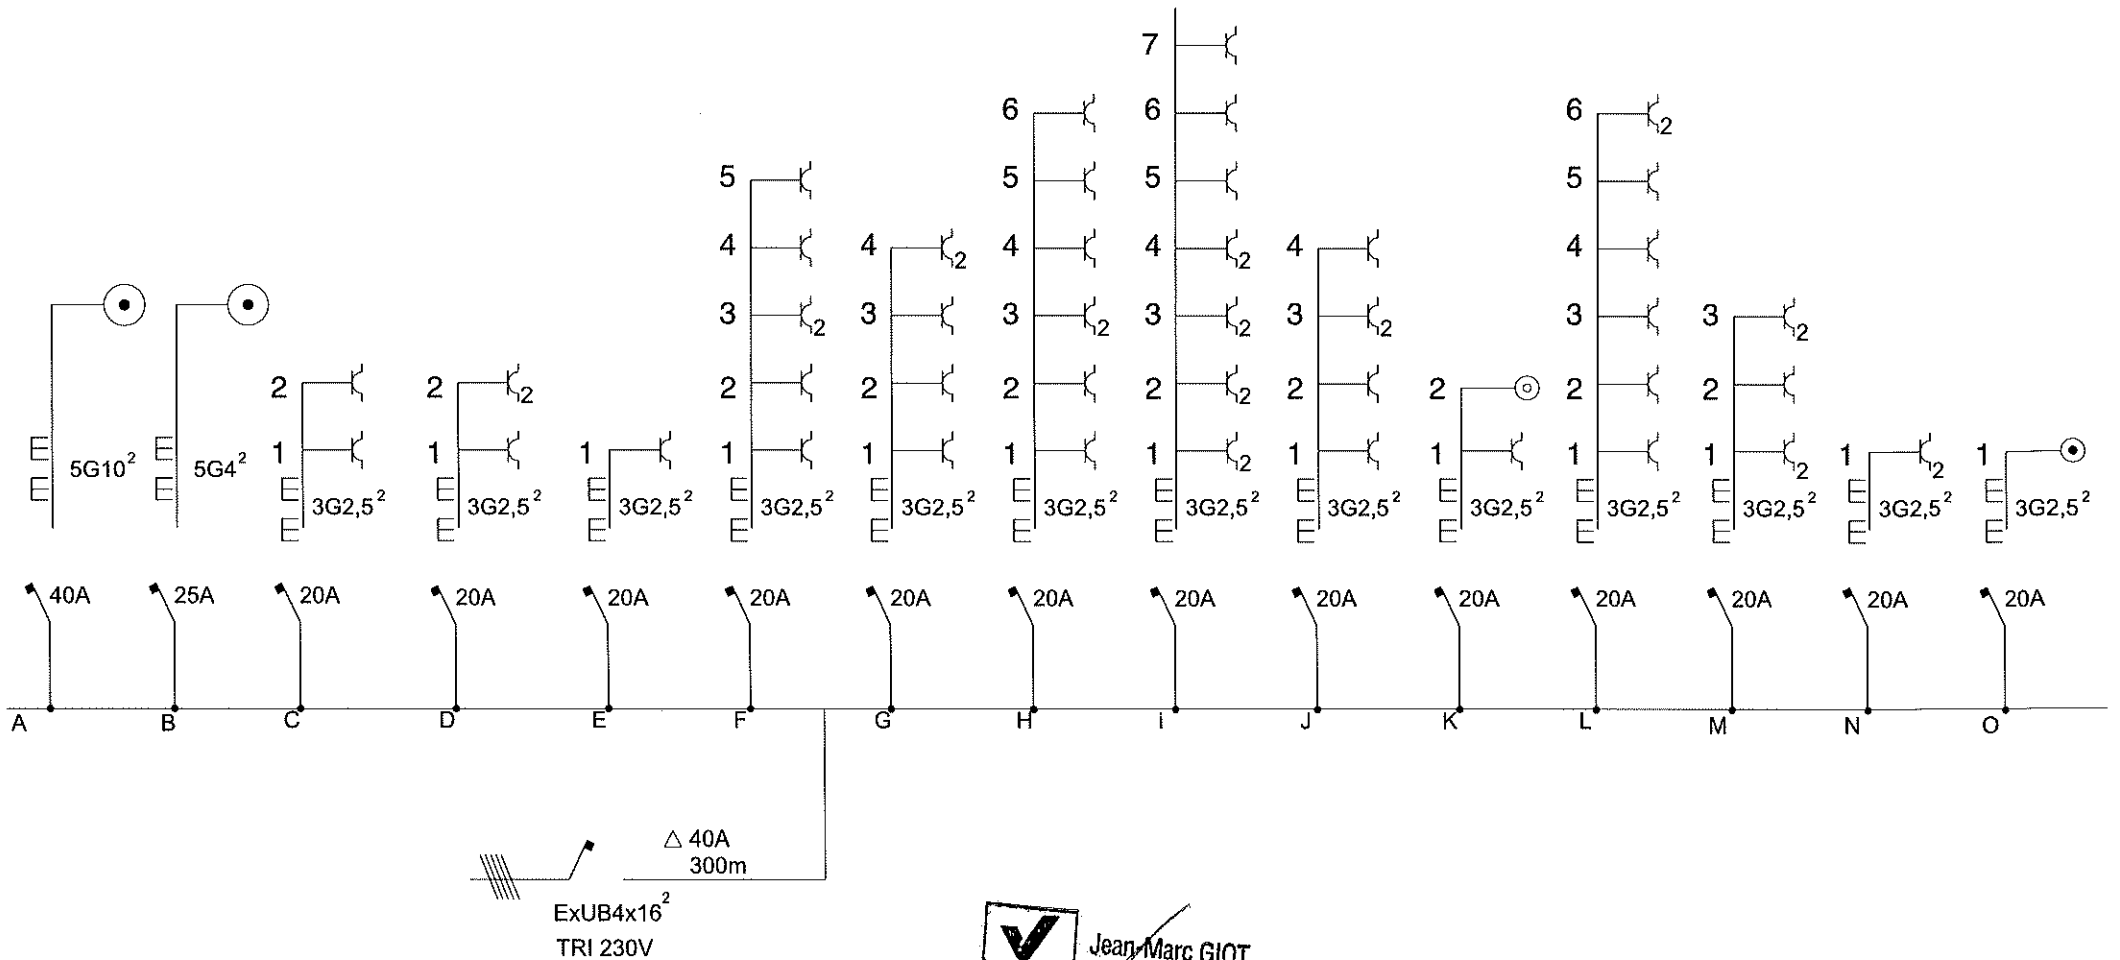 7
6 6 6
5 5 5 5
4 4 4 4 4 4
3 3 3 3 3 3 3
2 2 2 2 2 2 2 2 2 2 2
1 1 1 1 1 1 1 1 1 1 1 1 1
2 2 2 2 2 2 2 2 2 2 2 2 2 2
5G10² 5G4² 3G2,5² 3G2,5² 3G2,5² 3G2,5² 3G2,5² 3G2,5² 3G2,5² 3G2,5² 3G2,5² 3G2,5² 3G2,5² 3G2,5² 3G2,5²
40A 25A 20A 20A 20A 20A 20A 20A 20A 20A 20A 20A 20A 20A 20A
A B C D E F G H I J K L M N O
△ 40A
300m
ExUB4x16²
TRI 230V
Jean-Marc GIOT